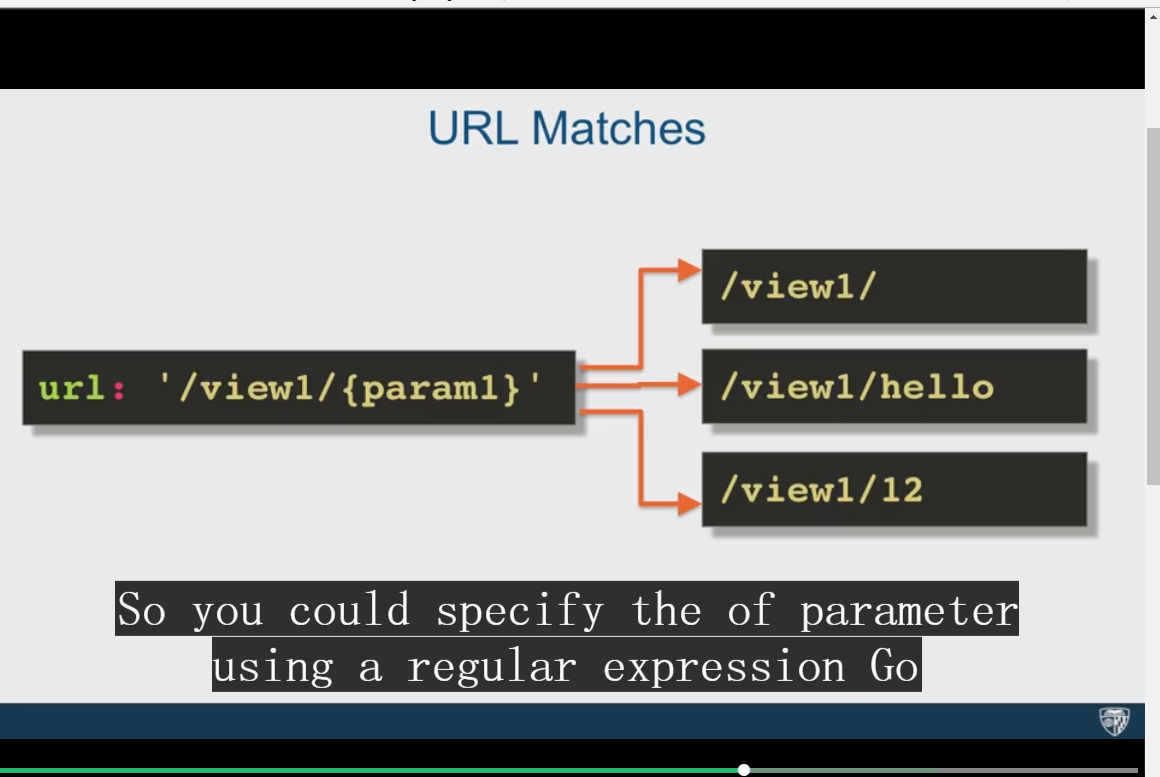 URL Matches
/view1/
url: '/view1/{param1}'
/view1/hello
/view1/12
So you could specify the of parameter
using a regular expression Go